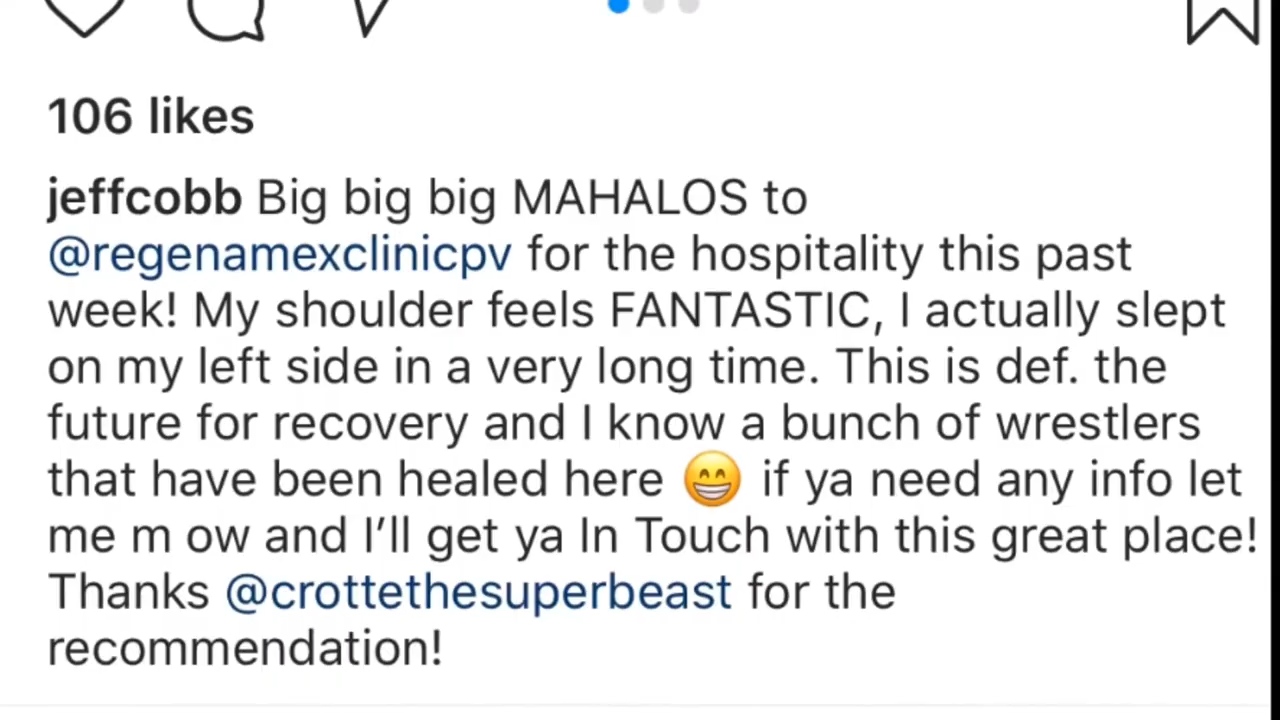 106 likes
jeffcobb Big big big MAHALOS to
@regenamexclinicpv for the hospitality this past
week! My shoulder feels FANTASTIC, I actually slept
on my left side in a very long time. This is def. the
future for recovery and I know a bunch of wrestlers
that have been healed here 😁 if ya need any info let
me m ow and I’ll get ya In Touch with this great place!
Thanks @crottethesuperbeast for the
recommendation!